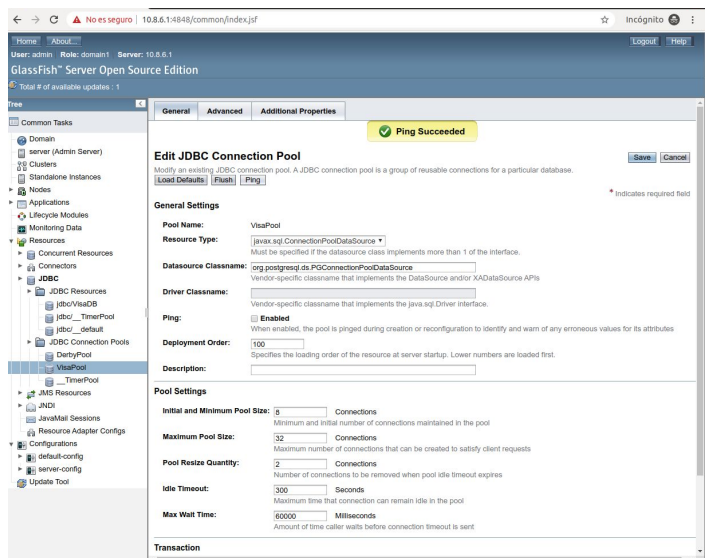 No es seguro | 10.8.6.1:4848/common/index.jsf
Incógnito
Home About...
Logout Help
User: admin Role: domain1 Server: 10.8.6.1
GlassFish™ Server Open Source Edition
Total # of available updates : 1
Tree
Common Tasks
Domain
server (Admin Server)
Clusters
Standalone Instances
Nodes
Applications
Lifecycle Modules
Monitoring Data
Resources
Concurrent Resources
Connectors
JDBC
JDBC Resources
jdbc/VisaDB
jdbc/__TimerPool
jdbc/__default
JDBC Connection Pools
DerbyPool
VisaPool
__TimerPool
JMS Resources
JNDI
JavaMail Sessions
Resource Adapter Configs
Configurations
default-config
server-config
Update Tool
General Advanced Additional Properties
Ping Succeeded
Edit JDBC Connection Pool
Save Cancel
Modify an existing JDBC connection pool. A JDBC connection pool is a group of reusable connections for a particular database.
Load Defaults Flush Ping
* Indicates required field
General Settings
Pool Name: VisaPool
Resource Type: javax.sql.ConnectionPoolDataSource
Must be specified if the datasource class implements more than 1 of the interface.
Datasource Classname: org.postgresql.ds.PGConnectionPoolDataSource
Vendor-specific classname that implements the DataSource and/or XADataSource APIs
Driver Classname:
Vendor-specific classname that implements the java.sql.Driver interface.
Ping: Enabled
When enabled, the pool is pinged during creation or reconfiguration to identify and warn of any erroneous values for its attributes
Deployment Order: 100
Specifies the loading order of the resource at server startup. Lower numbers are loaded first.
Description:
Pool Settings
Initial and Minimum Pool Size: 8 Connections
Minimum and initial number of connections maintained in the pool
Maximum Pool Size: 32 Connections
Maximum number of connections that can be created to satisfy client requests
Pool Resize Quantity: 2 Connections
Number of connections to be removed when pool idle timeout expires
Idle Timeout: 300 Seconds
Maximum time that connection can remain idle in the pool
Max Wait Time: 60000 Milliseconds
Amount of time caller waits before connection timeout is sent
Transaction